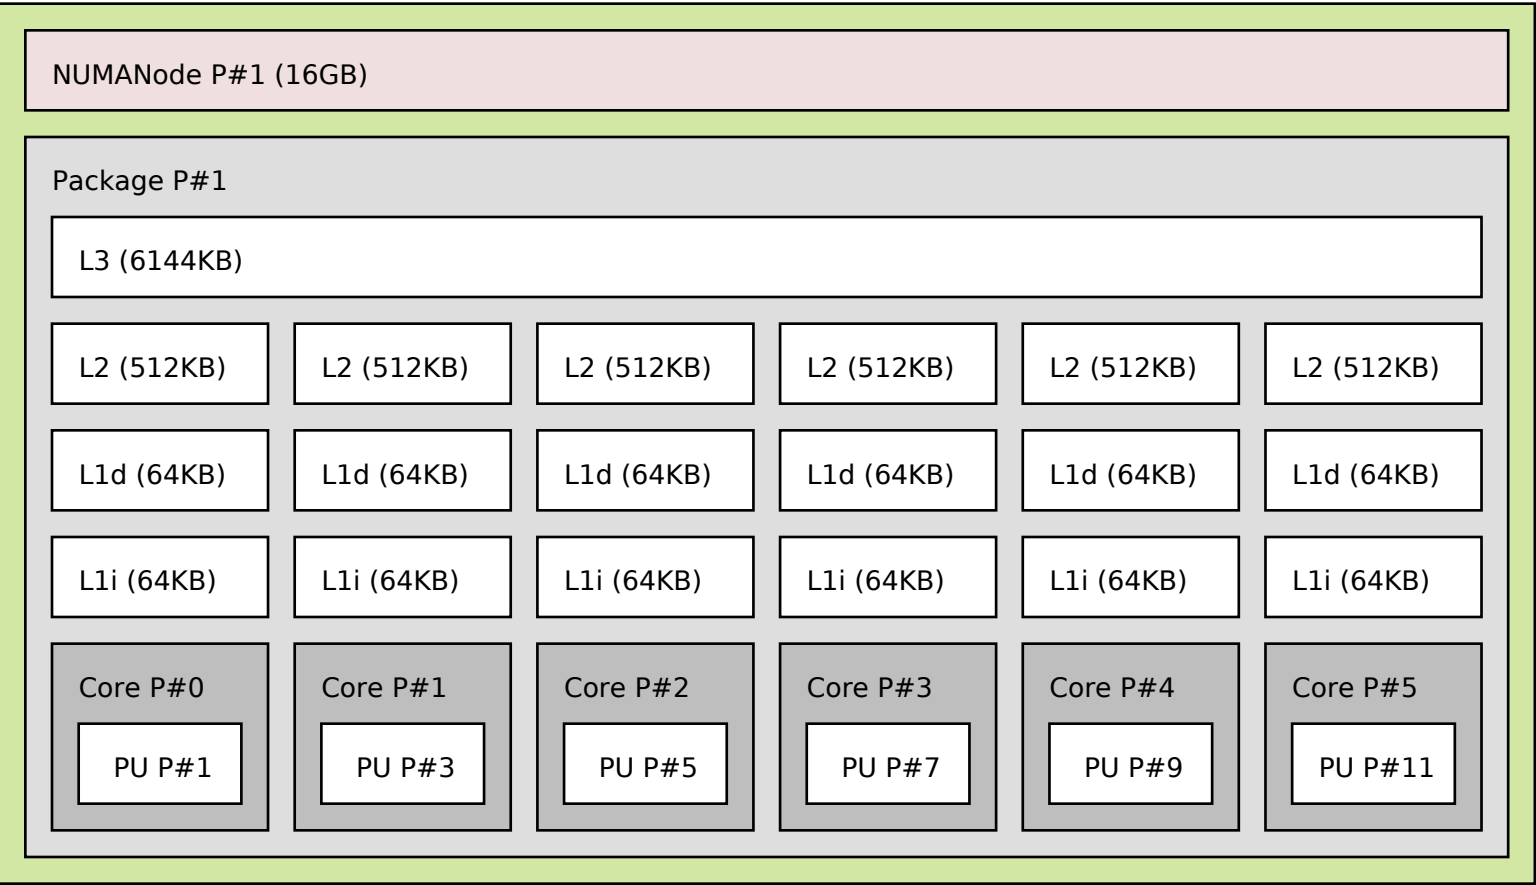 NUMANode P#1 (16GB)
Package P#1
L3 (6144KB)
L2 (512KB) L2 (512KB) L2 (512KB) L2 (512KB) L2 (512KB) L2 (512KB)
L1d (64KB) L1d (64KB) L1d (64KB) L1d (64KB) L1d (64KB) L1d (64KB)
L1i (64KB) L1i (64KB) L1i (64KB) L1i (64KB) L1i (64KB) L1i (64KB)
Core P#0 Core P#1 Core P#2 Core P#3 Core P#4 Core P#5
PU P#1 PU P#3 PU P#5 PU P#7 PU P#9 PU P#11